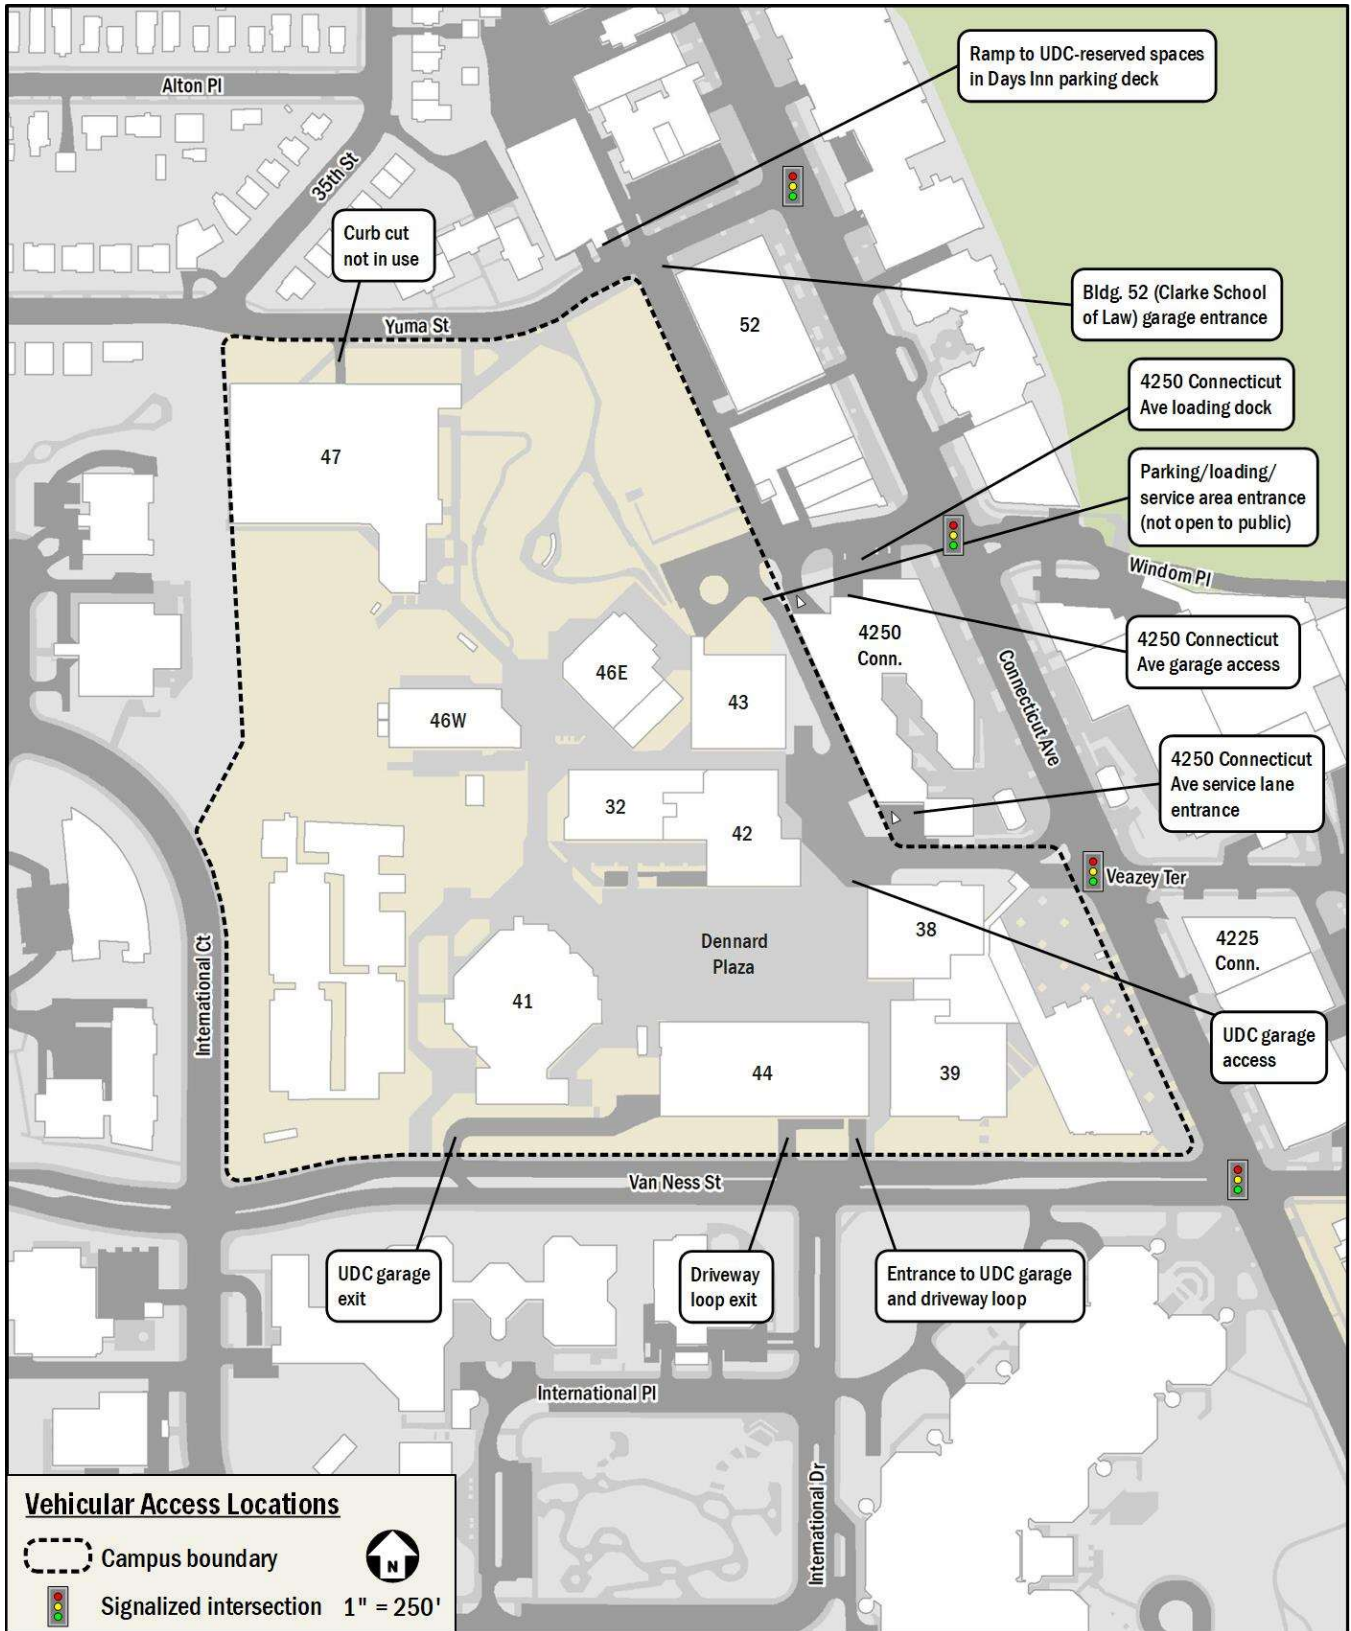 Ramp to UDC-reserved spaces
in Days Inn parking deck
Alton Pl
35th St
Curb cut
not in use
Yuma St
Bldg. 52 (Clarke School
of Law) garage entrance
52
4250 Connecticut
Ave loading dock
47
Parking/loading/
service area entrance
(not open to public)
Windom Pl
4250
Conn.
4250 Connecticut
Ave garage access
46E
43
46W
Connecticut Ave
4250 Connecticut
Ave service lane
entrance
32
42
Veazey Ter
38
Dennard
Plaza
4225
Conn.
International Ct
41
UDC garage
access
44
39
Van Ness St
UDC garage
exit
Driveway
loop exit
Entrance to UDC garage
and driveway loop
International Pl
International Dr
Vehicular Access Locations
Campus boundary
N
Signalized intersection
1" = 250'